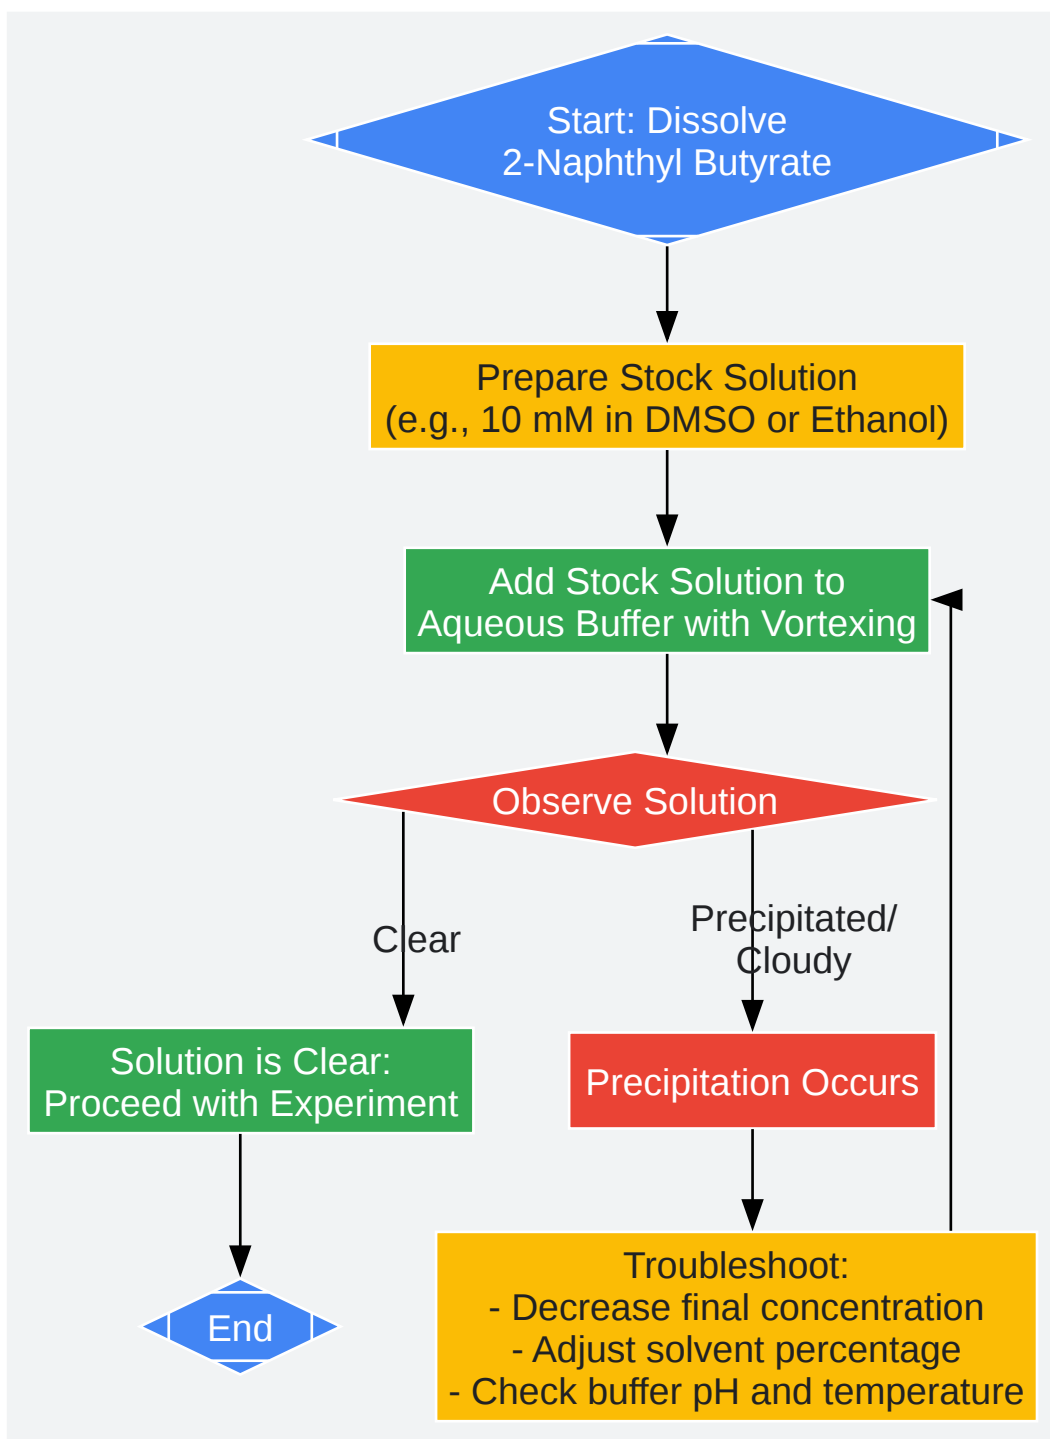 Start: Dissolve
2-Naphthyl Butyrate
Prepare Stock Solution
(e.g., 10 mM in DMSO or Ethanol)
Add Stock Solution to
Aqueous Buffer with Vortexing
Observe Solution
Clear
Precipitated/
Cloudy
Solution is Clear:
Proceed with Experiment
Precipitation Occurs
End
Troubleshoot:
- Decrease final concentration
- Adjust solvent percentage
- Check buffer pH and temperature